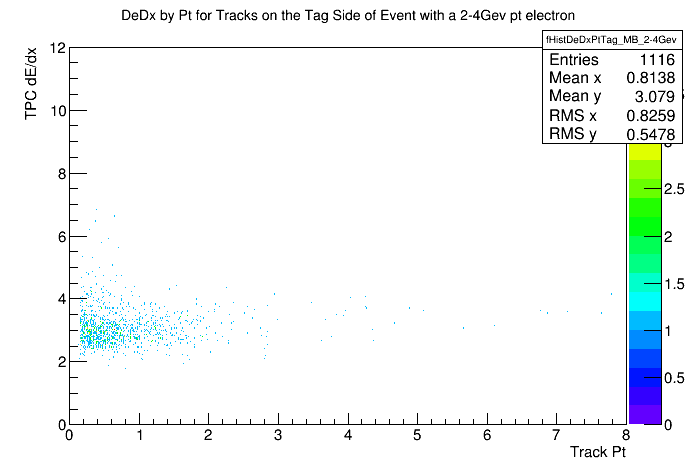 DeDx by Pt for Tracks on the Tag Side of Event with a 2-4Gev pt electron
fHistDeDxPtTag_MB_2-4Gev
Entries 1116
Mean x 0.8138
Mean y 3.079
RMS x 0.8259
RMS y 0.5478
TPC dE/dx
12
10
8
6
4
2
0
2.5
2
1.5
1
0.5
0
0 1 2 3 4 5 6 7 8
Track Pt